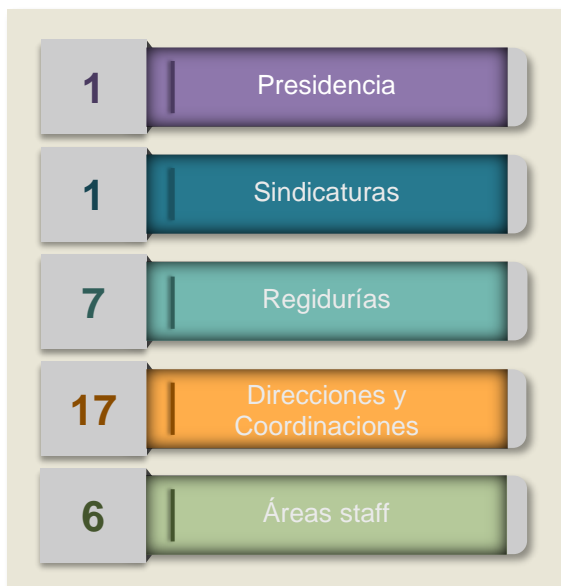 1
Presidencia
1
Sindicaturas
7
Regidurías
17
Direcciones y
Coordinaciones
6
Áreas staff